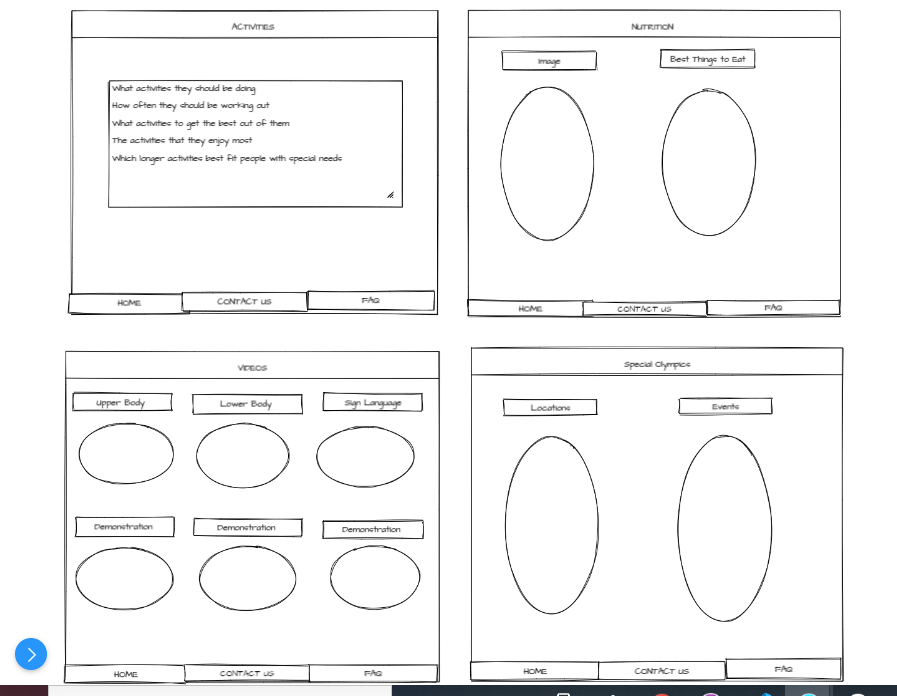 ACTIVITIES
What activities they should be doing
How often they should be working out
What activities to get the best out of them
The activities that they enjoy most
Which longer activities best fit people with special needs
HOME
CONTACT US
FAQ
NUTRITION
Image
Best Things to Eat
HOME
CONTACT US
FAQ
VIDEOS
Upper Body
Lower Body
Sign Language
Demonstration
Demonstration
Demonstration
HOME
CONTACT US
FAQ
Special Olympics
Locations
Events
HOME
CONTACT US
FAQ